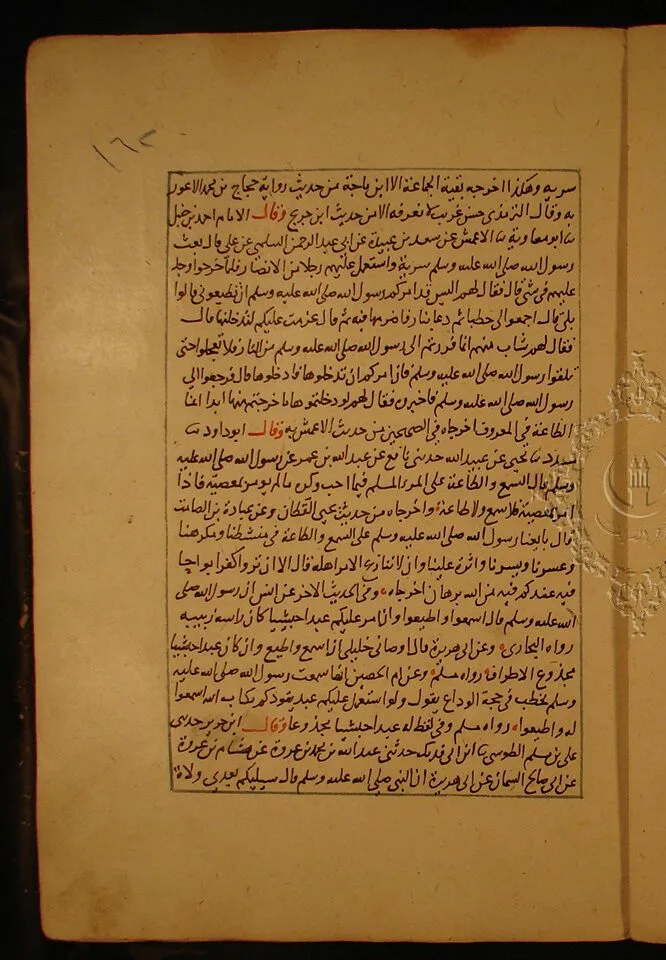 ١٦٢
سرية وهكذا اخرجه بقية الجماعة الا ابن ماجة من حديث رواية حجاج بن محمد الاعور
به وقال الترمذي حسن غريب لا نعرفه الا من حديث ابن جريج وقال الامام احمد بن حنبل
ثنا ابو معاوية ثنا الاعمش عن سعد بن عبيدة عن ابي عبد الرحمن السلمي عن علي قال بعث
رسول الله صلى الله عليه وسلم سرية واستعمل عليهم رجلا من الانصار فلما خرجوا وجد
عليهم في شي قال فقال لهم اليس قد امركم رسول الله صلى الله عليه وسلم ان تطيعوني قالوا
بلى قال اجمعوا لي حطبا ثم دعا بنار فاضرمها فيه ثم قال عزمت عليكم لتدخلنها قال
فقال لهم شاب منهم انما فررتم الى رسول الله صلى الله عليه وسلم من النار فلا تعجلوا حتى
تلقوا رسول الله صلى الله عليه وسلم فان امركم ان تدخلوها فادخلوها قال فرجعوا الى
رسول الله صلى الله عليه وسلم فاخبروه فقال لهم لو دخلتموها ما خرجتم منها ابدا انما
الطاعة في المعروف اخرجاه في الصحيحين من حديث الاعمش به وقال ابو داود ثنا
مسدد ثنا يحيى عن عبيد الله حدثني نافع عن عبد الله بن عمر عن رسول الله صلى الله عليه
وسلم قال السمع والطاعة على المرء المسلم فيما احب وكره ما لم يومر بمعصية فاذا
امر بمعصية فلا سمع ولا طاعة واخرجاه من حديث يحيى القطان وعن عبادة بن الصامت
قال بايعنا رسول الله صلى الله عليه وسلم على السمع والطاعة في منشطنا ومكرهنا
وعسرنا ويسرنا واثرة علينا وان لا ننازع الامر اهله قال الا ان تروا كفرا بواحا
فيه عندكم فيه من الله برهان اخرجاه وفي الحديث الاخر عن انس ان رسول الله صلى
الله عليه وسلم قال اسمعوا واطيعوا وان امر عليكم عبد حبشيا كان راسه زبيبه
رواه البخاري وعن ابي هريرة قال اوصاني خليلي ان اسمع واطيع وان كان عبدا حبشيا
مجذوع الاطراف رواه مسلم وعن ام الحصين انها سمعت رسول الله صلى الله عليه
وسلم يخطب في حجة الوداع يقول ولو استعمل عليكم عبد يقودكم بكتاب الله اسمعوا
له واطيعوا رواه مسلم وفي لفظ له عبدا حبشيا مجذوعا وقال ابن جرير حدثني
علي بن مسلم الطوسي ثنا ابن ابي فديك حدثني عبد الله بن محمد بن عروة عن هشام بن عروة
عن ابي صالح السمان عن ابي هريرة ان النبي صلى الله عليه وسلم قال سيليكم بعدي ولاة